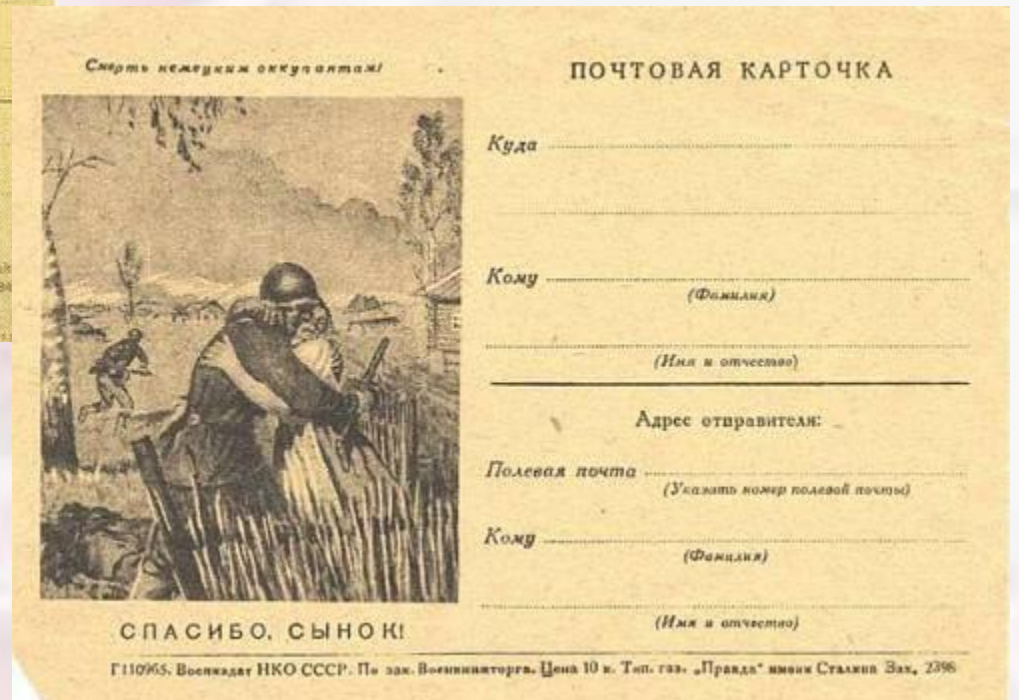 Смерть немецким оккупантам!
ПОЧТОВАЯ КАРТОЧКА
Куда
Кому
(Фамилия)
(Имя и отчество)
Адрес отправителя:
Полевая почта
(Указать номер полевой почты)
Кому
(Фамилия)
(Имя и отчество)
СПАСИБО, СЫНОК!
Г110965. Воениздат НКО СССР. По зак. Военкниготорга. Цена 10 к. Тип. газ. „Правда“ имени Сталина Зак. 2398